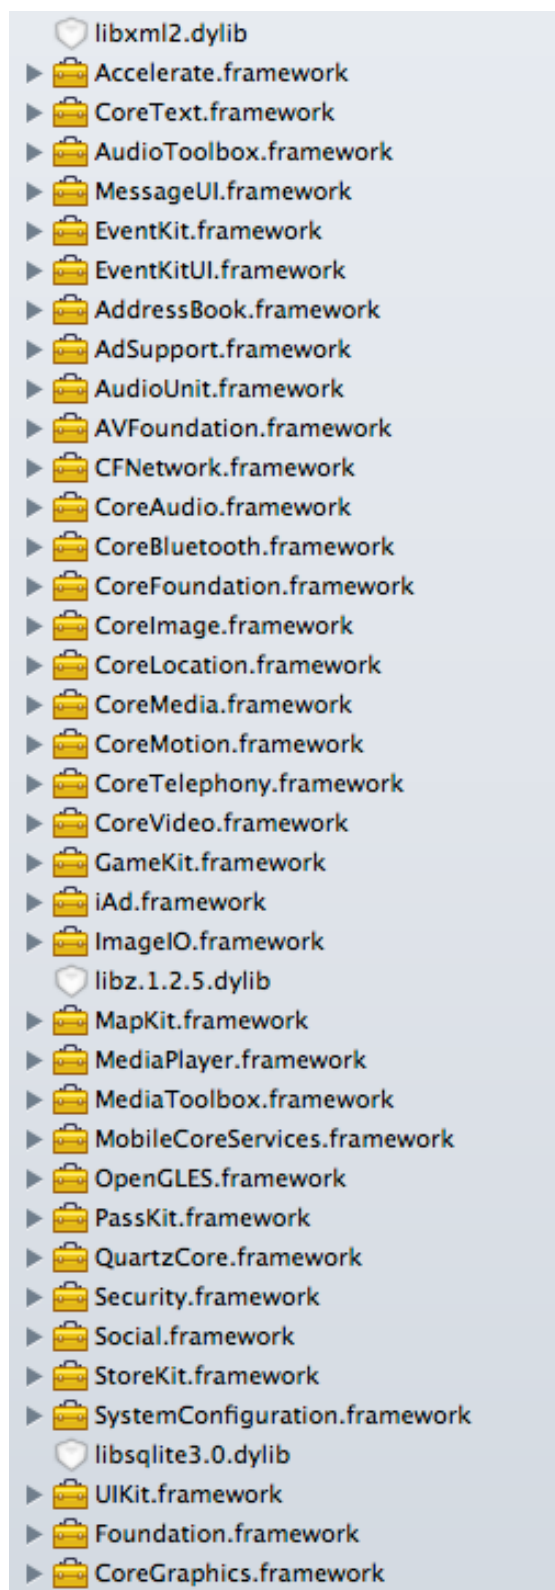 libxml2.dylib
Accelerate.framework
CoreText.framework
AudioToolbox.framework
MessageUI.framework
EventKit.framework
EventKitUI.framework
AddressBook.framework
AdSupport.framework
AudioUnit.framework
AVFoundation.framework
CFNetwork.framework
CoreAudio.framework
CoreBluetooth.framework
CoreFoundation.framework
CoreImage.framework
CoreLocation.framework
CoreMedia.framework
CoreMotion.framework
CoreTelephony.framework
CoreVideo.framework
GameKit.framework
iAd.framework
ImageIO.framework
libz.1.2.5.dylib
MapKit.framework
MediaPlayer.framework
MediaToolbox.framework
MobileCoreServices.framework
OpenGLES.framework
PassKit.framework
QuartzCore.framework
Security.framework
Social.framework
StoreKit.framework
SystemConfiguration.framework
libsqlite3.0.dylib
UIKit.framework
Foundation.framework
CoreGraphics.framework